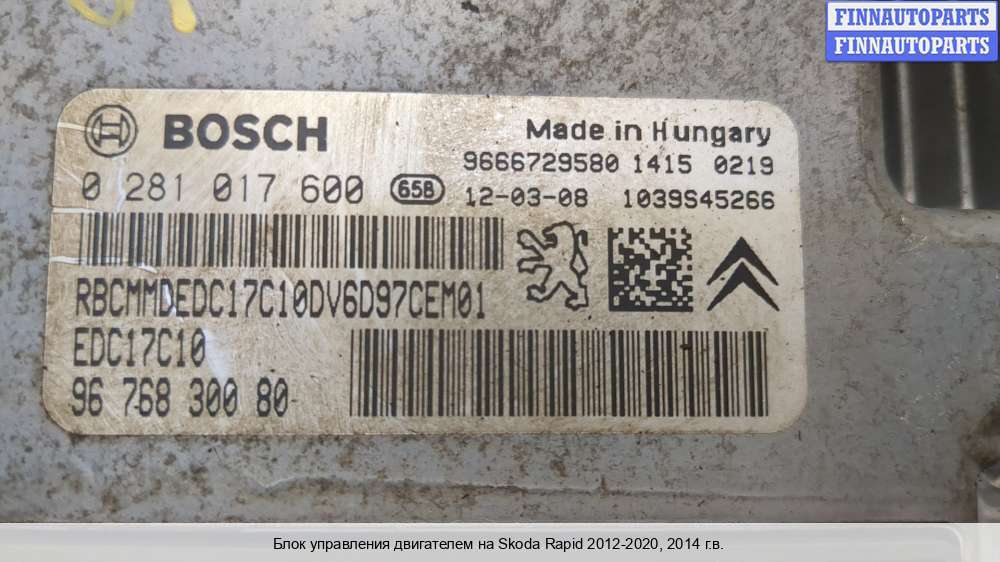 FINNAUTOPARTS
FINNAUTOPARTS
BOSCH
Made in Hungary
9666729580 1415 0219
0 281 017 600 65B
12-03-08 1039S45266
RBCMMDEDC17C10DV6D97CEM01
EDC17C10
96 768 300 80
Блок управления двигателем на Skoda Rapid 2012-2020, 2014 г.в.